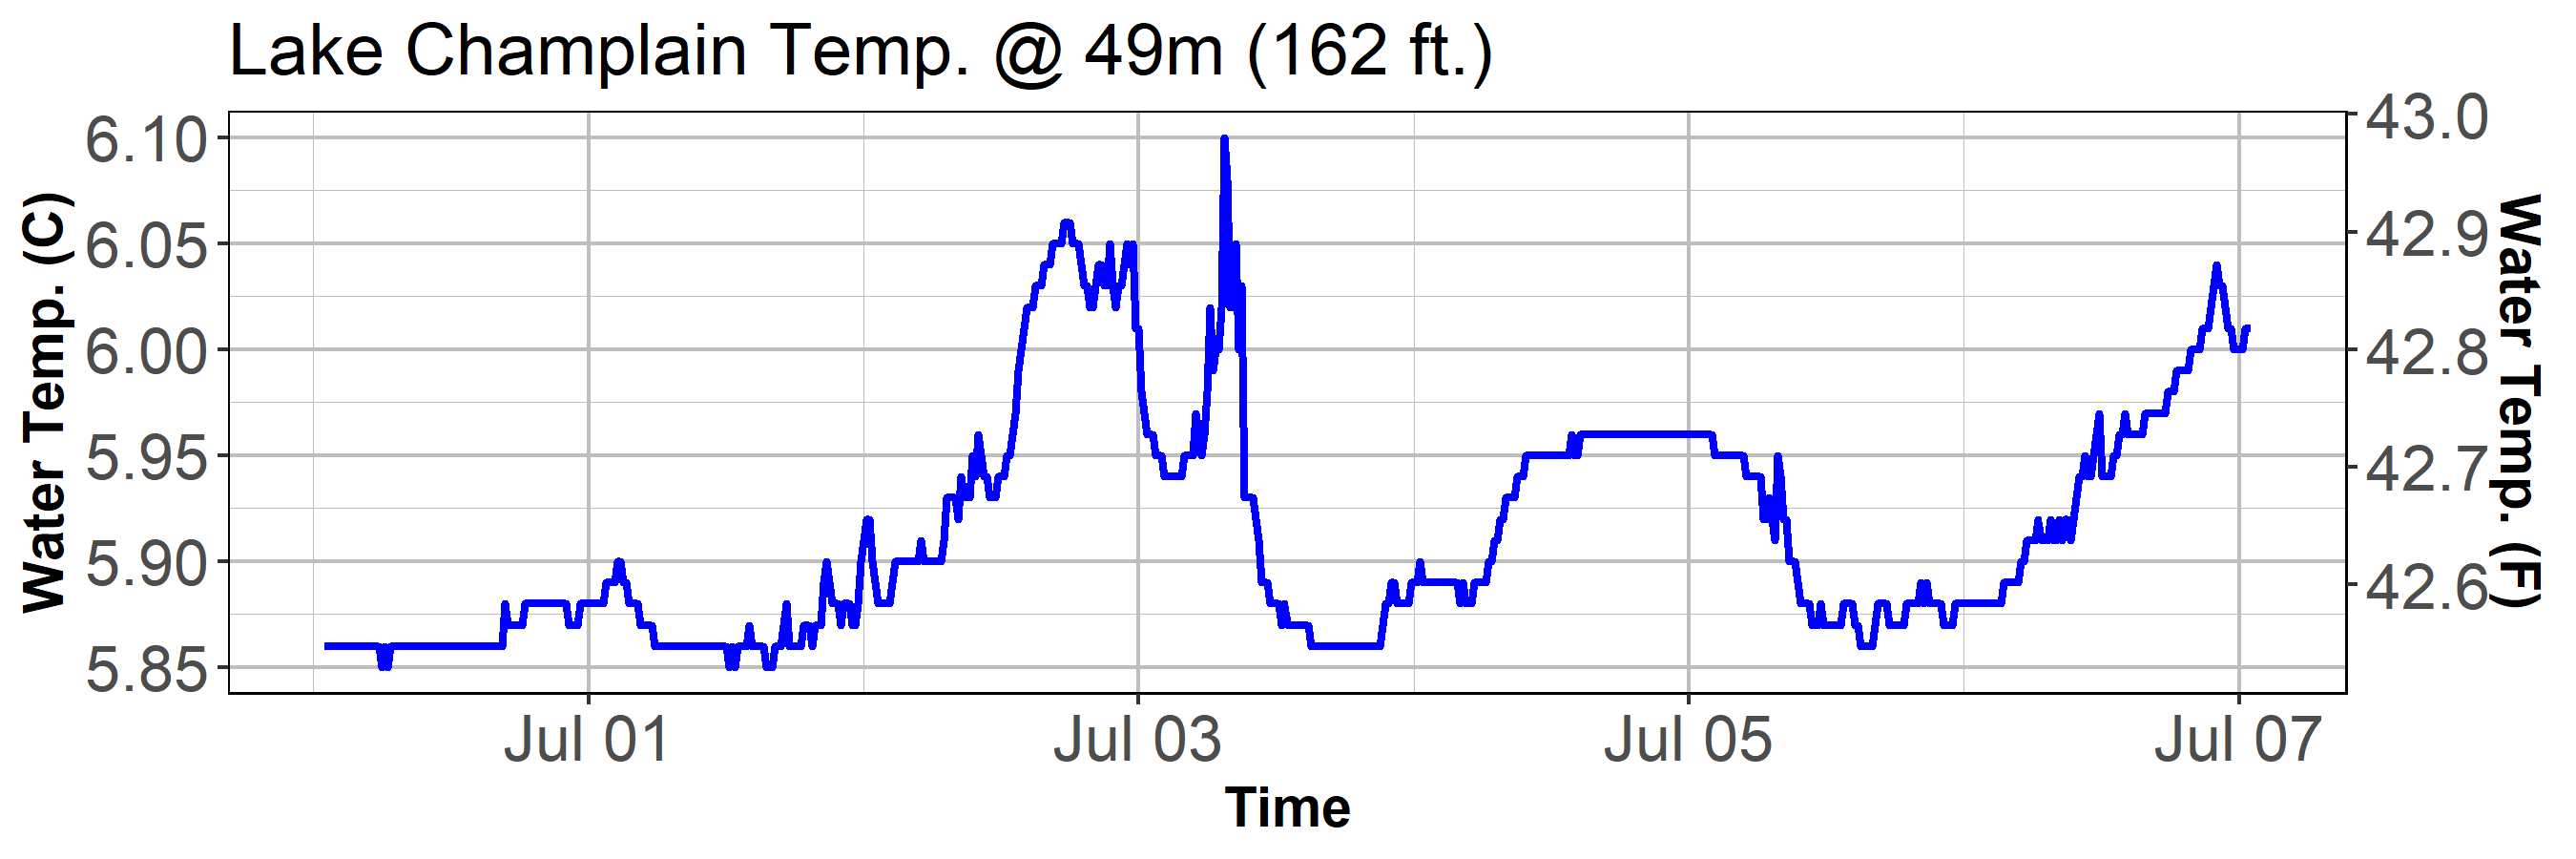 Lake Champlain Temp. @ 49m (162 ft.)
Water Temp. (C)
6.10
6.05
6.00
5.95
5.90
5.85
43.0
42.9
42.8
42.7
42.6
Water Temp. (F)
Jul 01 Jul 03 Jul 05 Jul 07
Time